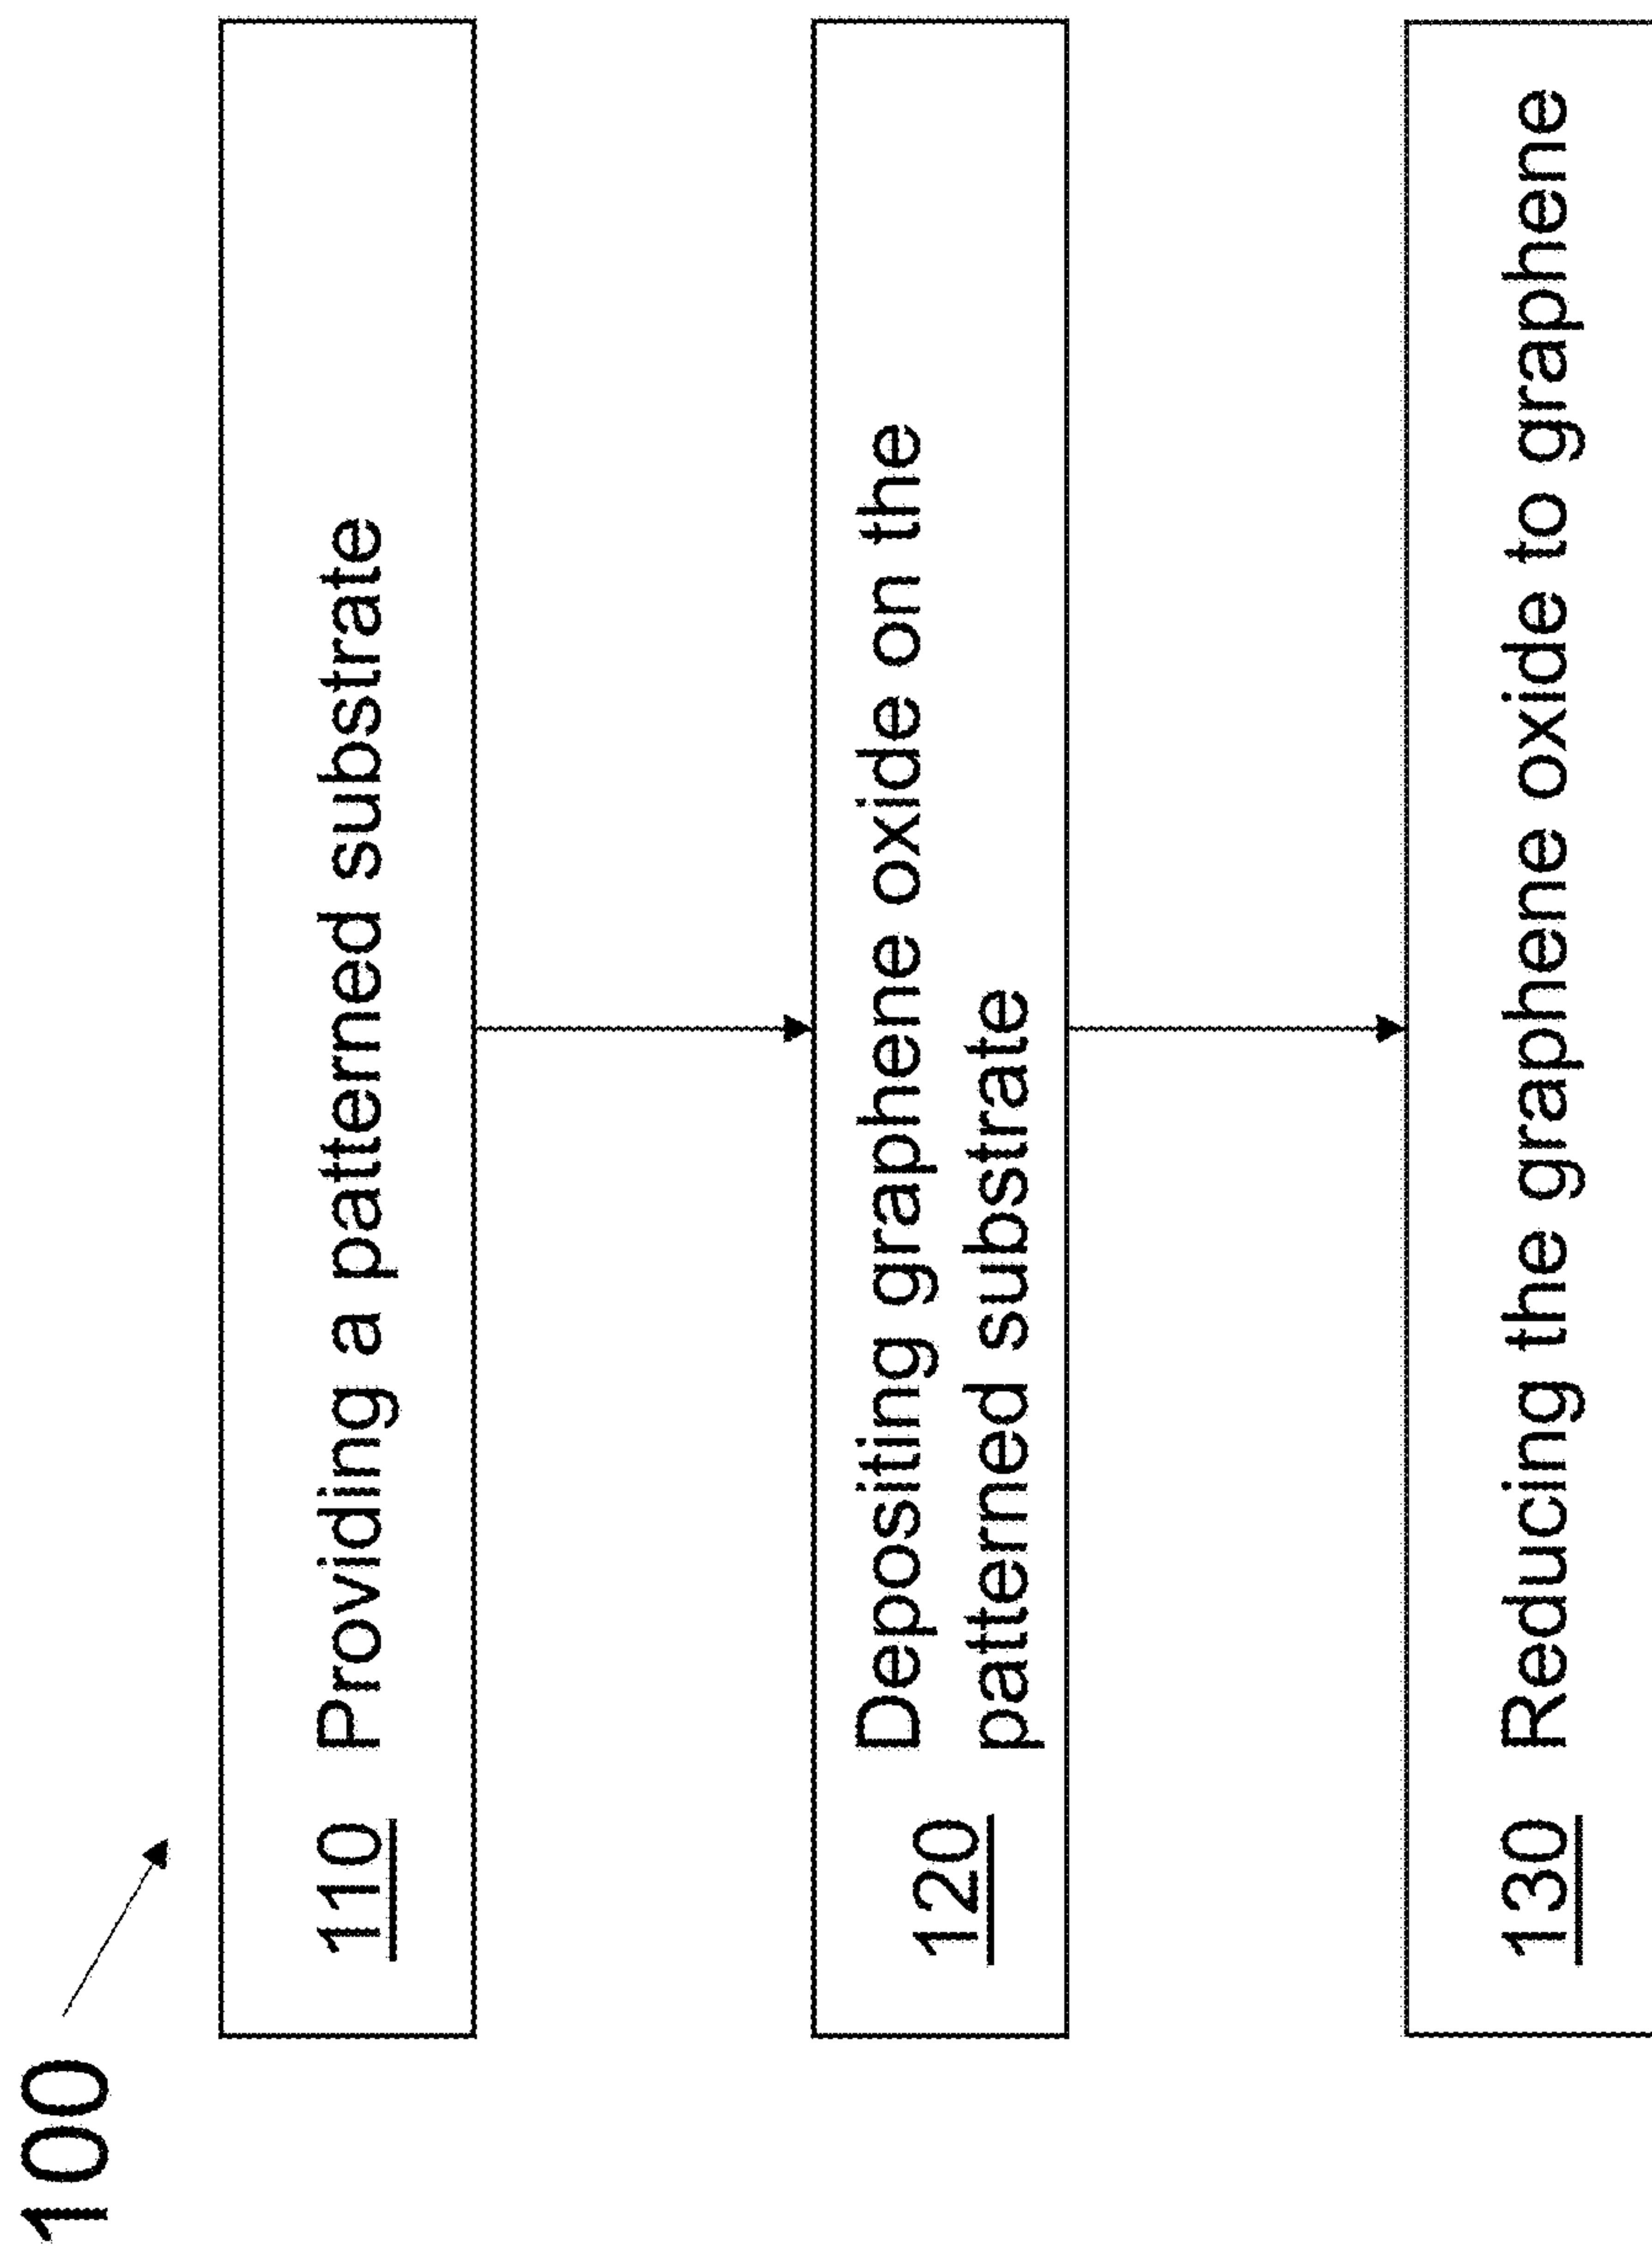 100
110 Providing a patterned substrate
120 Depositing graphene oxide on the
patterned substrate
130 Reducing the graphene oxide to graphene